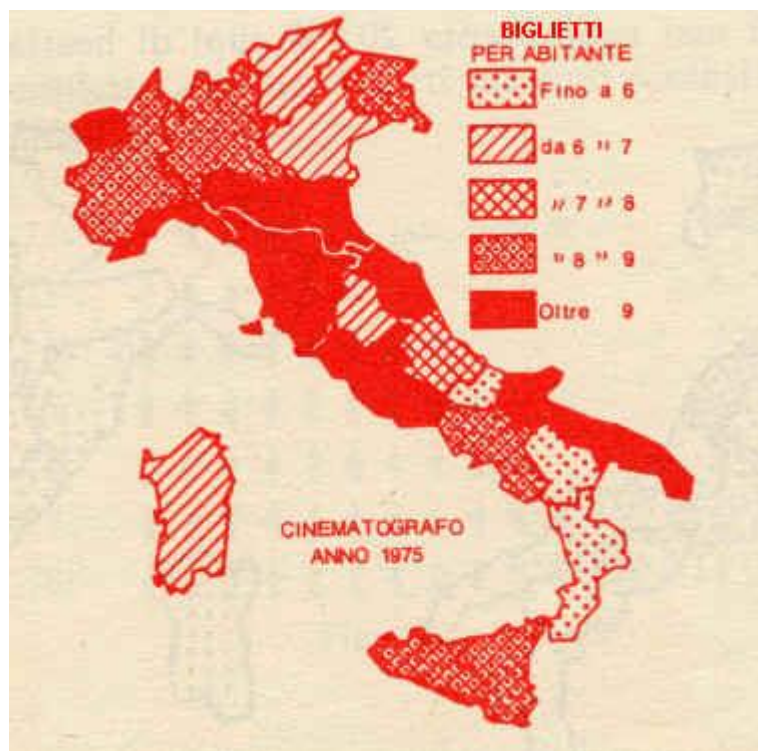 BIGLIETTI
PER ABITANTE
Fino a 6
da 6 " 7
" 7 " 8
" 8 " 9
Oltre 9
CINEMATOGRAFO
ANNO 1975